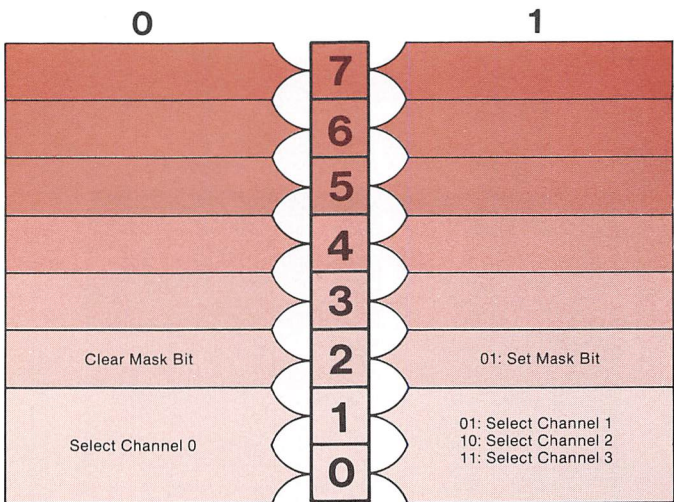 0 1
7
6
5
4
3
Clear Mask Bit 2 01: Set Mask Bit
1
Select Channel 0
01: Select Channel 1
10: Select Channel 2
11: Select Channel 3
0